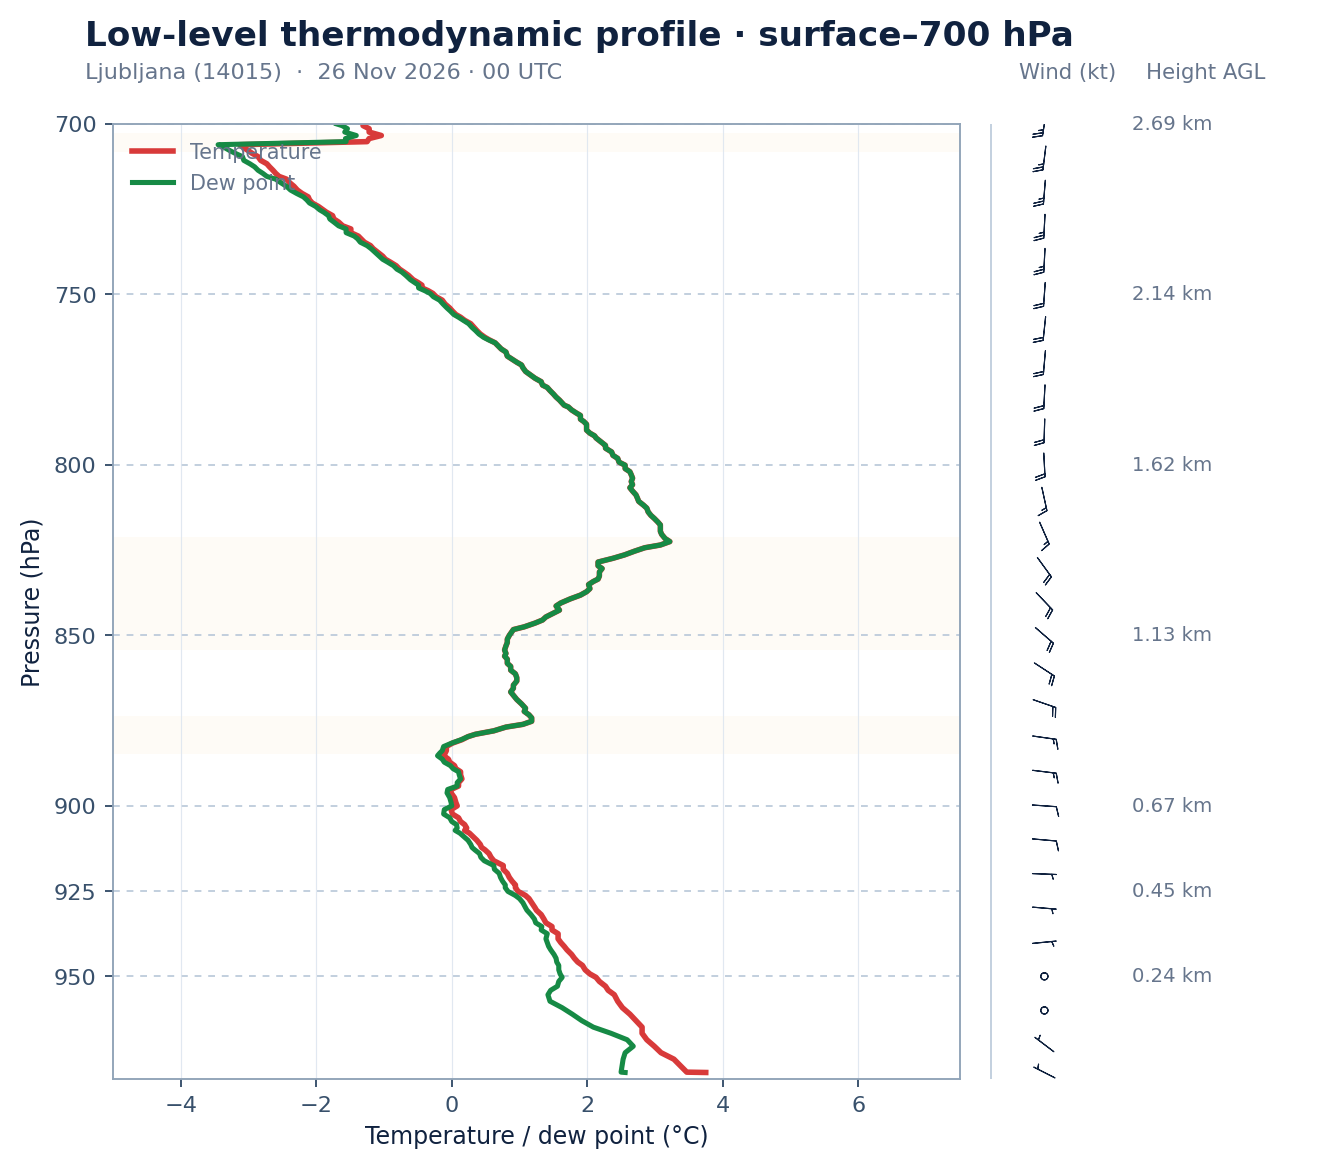 Low-level thermodynamic profile · surface–700 hPa
Ljubljana (14015) · 26 Nov 2026 · 00 UTC
Wind (kt) Height AGL
700
2.69 km
Temperature
Dew point
750
2.14 km
800
1.62 km
850
1.13 km
900
0.67 km
925
0.45 km
950
0.24 km
Pressure (hPa)
−4 −2 0 2 4 6
Temperature / dew point (°C)